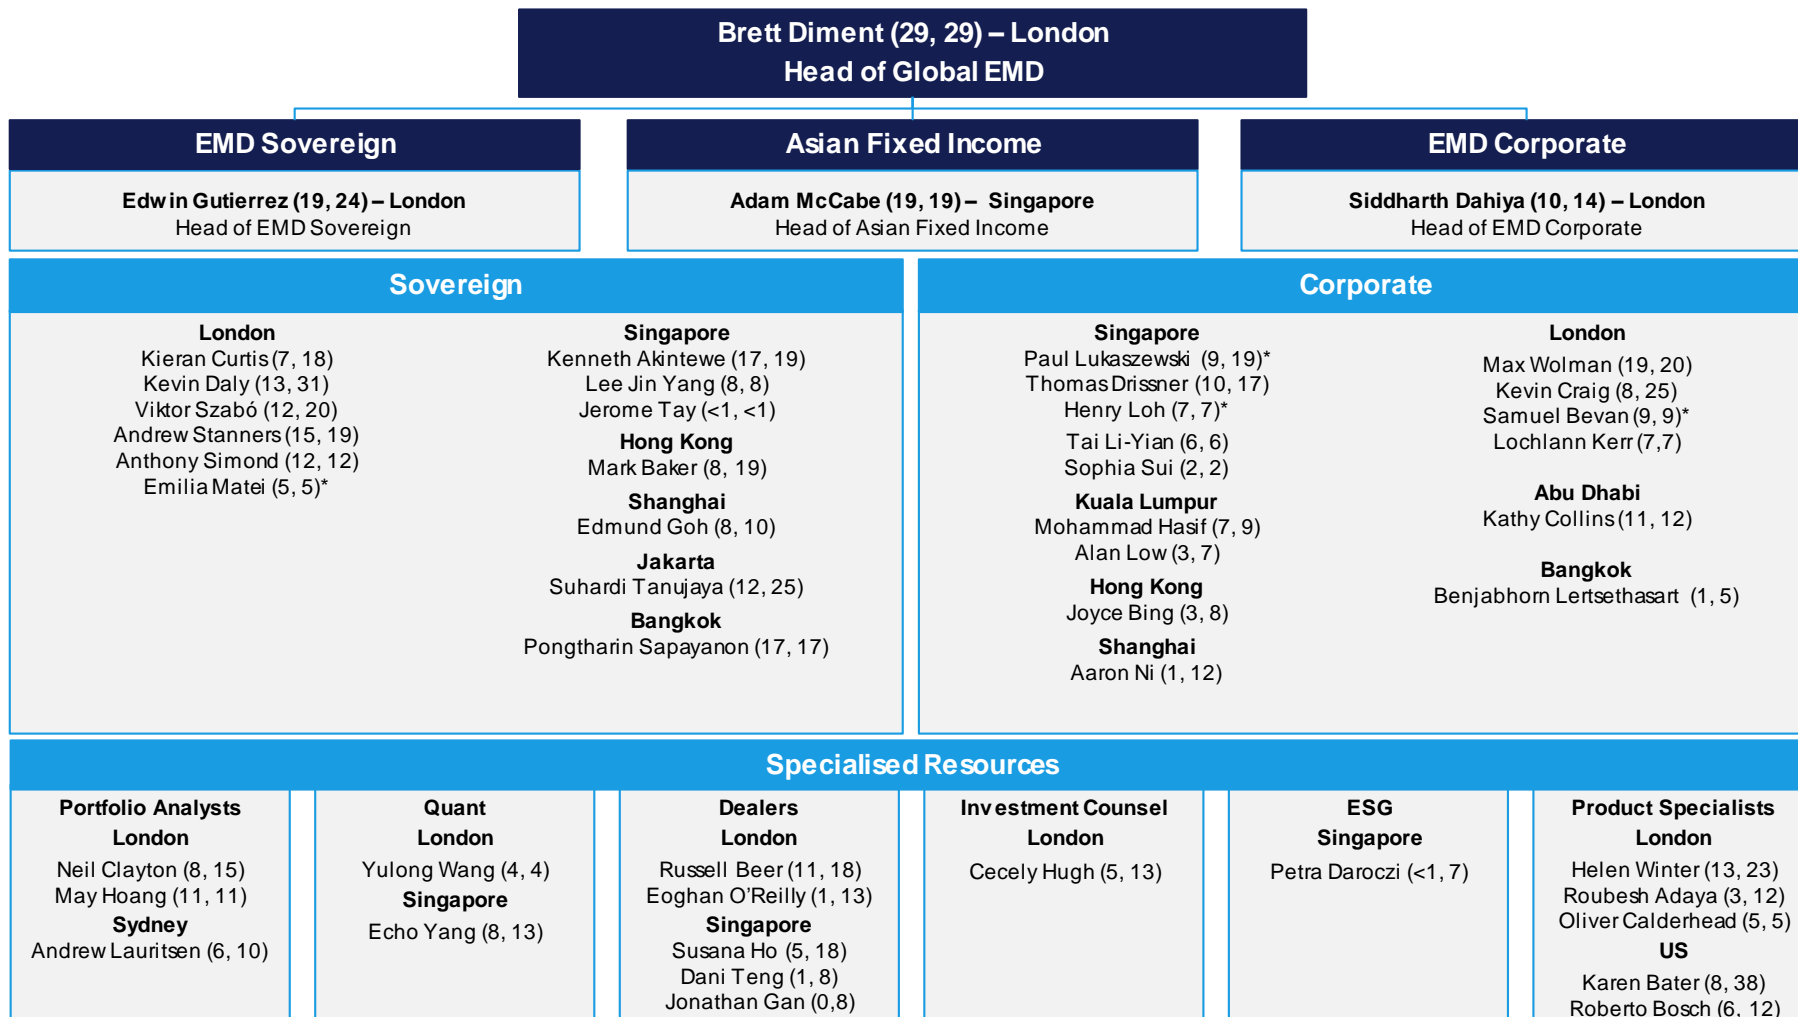 Brett Diment (29, 29) – London
Head of Global EMD
EMD Sovereign
Edwin Gutierrez (19, 24) – London
Head of EMD Sovereign
Asian Fixed Income
Adam McCabe (19, 19) – Singapore
Head of Asian Fixed Income
EMD Corporate
Siddharth Dahiya (10, 14) – London
Head of EMD Corporate
Sovereign
London
Kieran Curtis (7, 18)
Kevin Daly (13, 31)
Viktor Szabó (12, 20)
Andrew Stanners (15, 19)
Anthony Simond (12, 12)
Emilia Matei (5, 5)*
Singapore
Kenneth Akintewe (17, 19)
Lee Jin Yang (8, 8)
Jerome Tay (<1, <1)
Hong Kong
Mark Baker (8, 19)
Shanghai
Edmund Goh (8, 10)
Jakarta
Suhardi Tanujaya (12, 25)
Bangkok
Pongtharin Sapayanon (17, 17)
Corporate
Singapore
Paul Lukaszewski (9, 19)*
Thomas Drissner (10, 17)
Henry Loh (7, 7)*
Tai Li-Yian (6, 6)
Sophia Sui (2, 2)
Kuala Lumpur
Mohammad Hasif (7, 9)
Alan Low (3, 7)
Hong Kong
Joyce Bing (3, 8)
Shanghai
Aaron Ni (1, 12)
London
Max Wolman (19, 20)
Kevin Craig (8, 25)
Samuel Bevan (9, 9)*
Lochlann Kerr (7,7)
Abu Dhabi
Kathy Collins (11, 12)
Bangkok
Benjabhorn Lertsethasart (1, 5)
Specialised Resources
Portfolio Analysts
London
Neil Clayton (8, 15)
May Hoang (11, 11)
Sydney
Andrew Lauritsen (6, 10)
Quant
London
Yulong Wang (4, 4)
Singapore
Echo Yang (8, 13)
Dealers
London
Russell Beer (11, 18)
Eoghan O’Reilly (1, 13)
Singapore
Susana Ho (5, 18)
Dani Teng (1, 8)
Jonathan Gan (0,8)
Investment Counsel
London
Cecely Hugh (5, 13)
ESG
Singapore
Petra Daroczi (<1, 7)
Product Specialists
London
Helen Winter (13, 23)
Roubesh Adaya (3, 12)
Oliver Calderhead (5, 5)
US
Karen Bater (8, 38)
Roberto Bosch (6, 12)